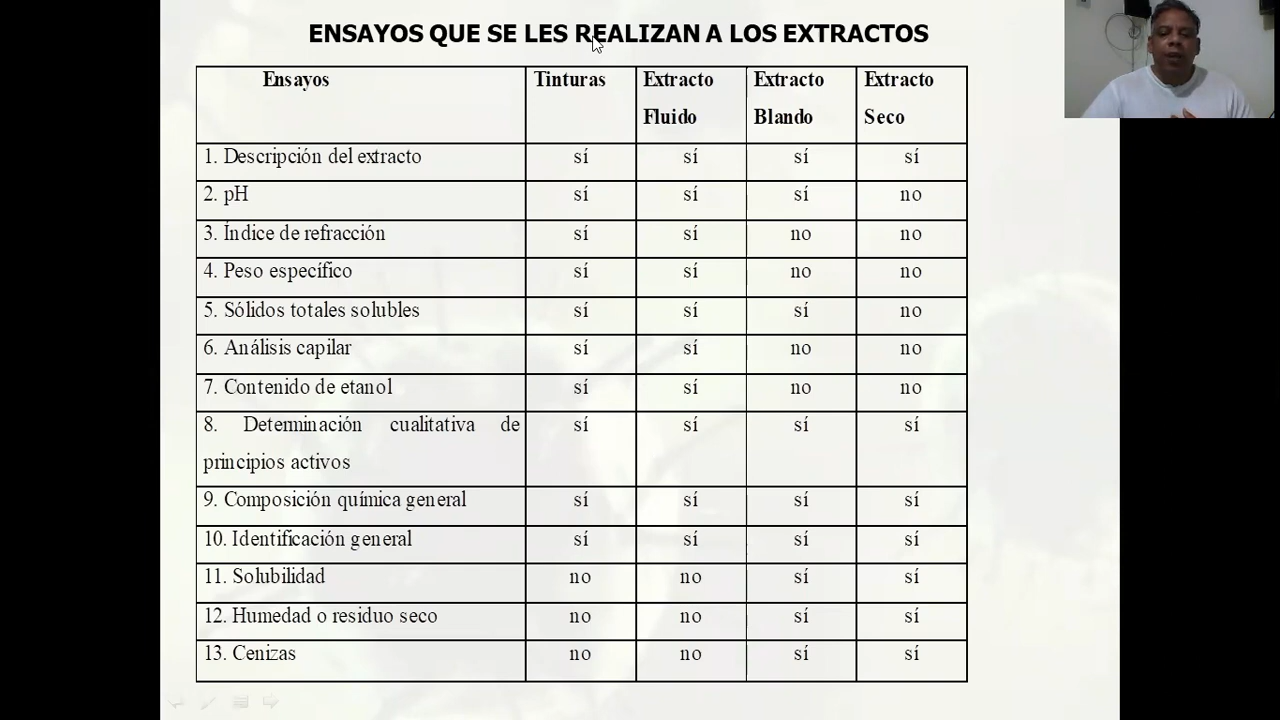 ENSAYOS QUE SE LES REALIZAN A LOS EXTRACTOS
Ensayos Tinturas Extracto Extracto Extracto
Fluido Blando Seco
1. Descripción del extracto sí sí sí sí
2. pH sí sí sí no
3. Índice de refracción sí sí no no
4. Peso específico sí sí no no
5. Sólidos totales solubles sí sí sí no
6. Análisis capilar sí sí no no
7. Contenido de etanol sí sí no no
8. Determinación cualitativa de sí sí sí sí
principios activos
9. Composición química general sí sí sí sí
10. Identificación general sí sí sí sí
11. Solubilidad no no sí sí
12. Humedad o residuo seco no no sí sí
13. Cenizas no no sí sí